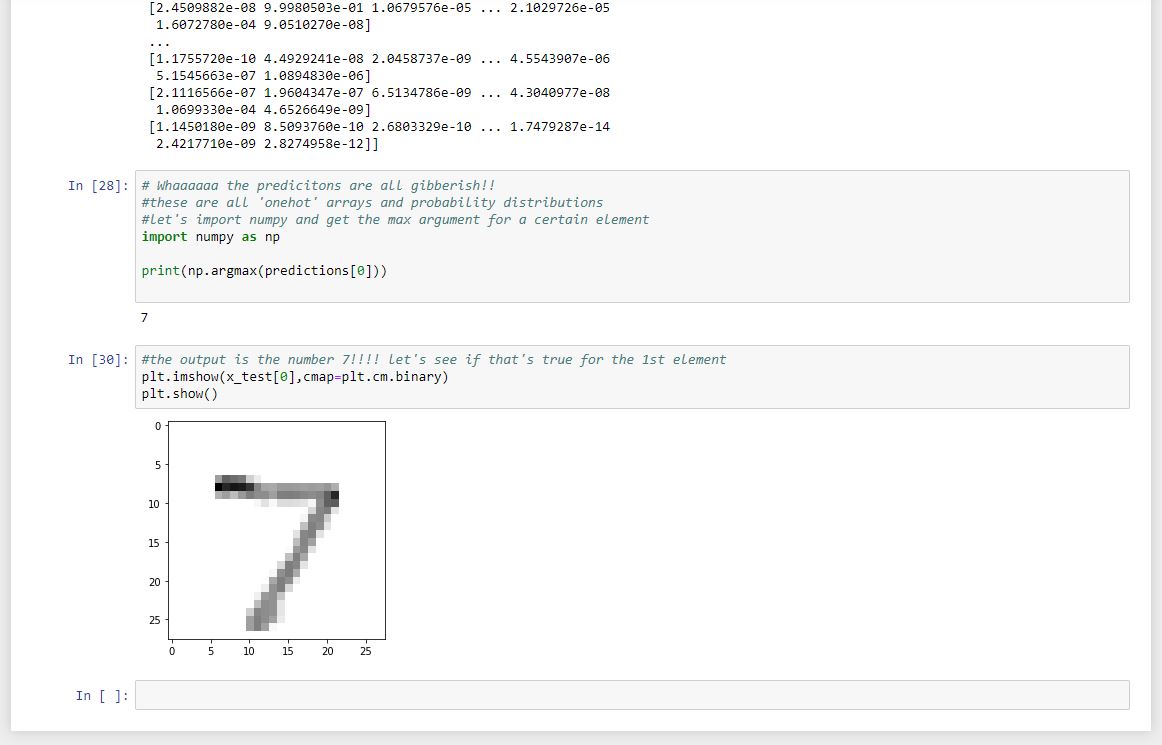 [2.4509882e-08 9.9980503e-01 1.0679576e-05 ... 2.1029726e-05
1.6072780e-04 9.0510270e-08]
...
[1.1755720e-10 4.4929241e-08 2.0458737e-09 ... 4.5543907e-06
5.1545663e-07 1.0894830e-06]
[2.1116566e-07 1.9604347e-07 6.5134786e-09 ... 4.3040977e-08
1.0699330e-04 4.6526649e-09]
[1.1450180e-09 8.5093760e-10 2.6803329e-10 ... 1.7479287e-14
2.4217710e-09 2.8274958e-12]]
In [28]: # Whaaaaaa the predicitons are all gibberish!!
#these are all 'onehot' arrays and probability distributions
#let's import numpy and get the max argument for a certain element
import numpy as np
print(np.argmax(predictions[0]))
7
In [30]: #the output is the number 7!!!! let's see if that's true for the 1st element
plt.imshow(x_test[0],cmap=plt.cm.binary)
plt.show()
0
5
10
15
20
25
7
0 5 10 15 20 25
In [ ]: